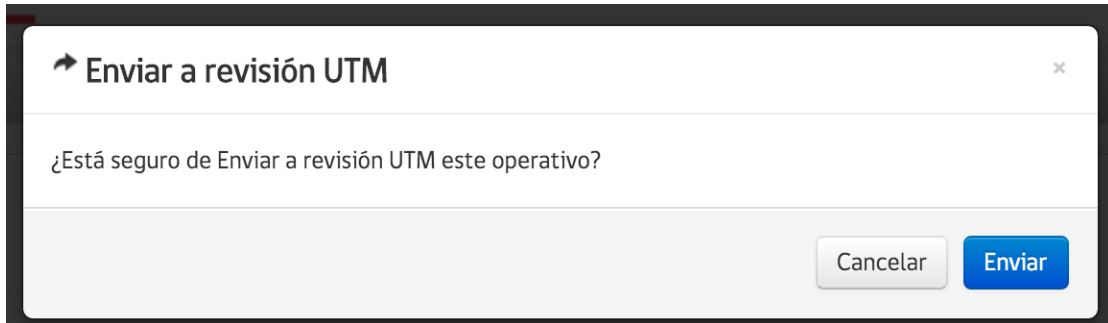 Enviar a revisión UTM
×
¿Está seguro de Enviar a revisión UTM este operativo?
Cancelar
Enviar